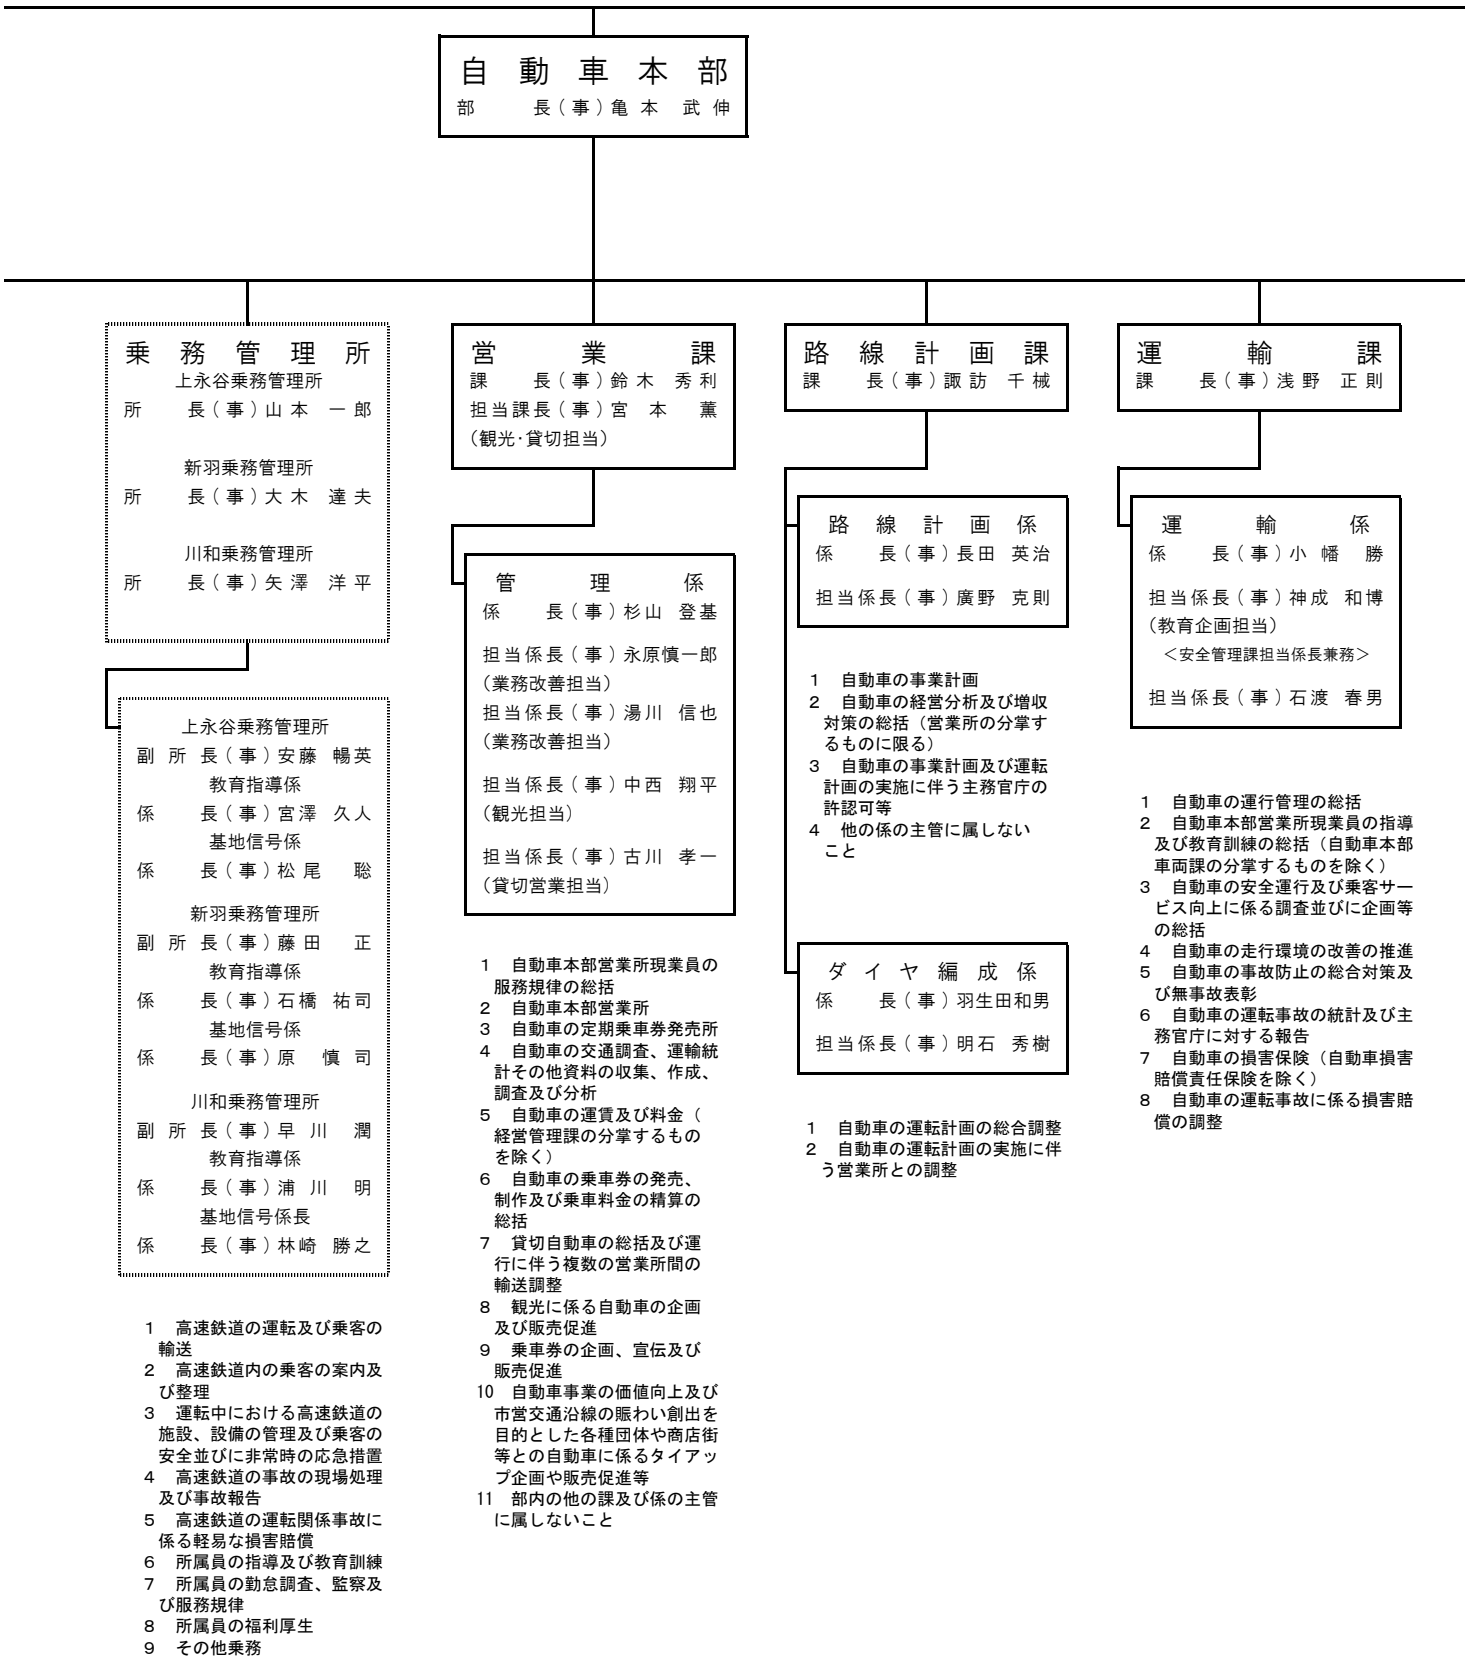 自動車本部
部　　長(事)亀本　武伸
乗務管理所
上永谷乗務管理所
所　　長(事)山本　一郎
新羽乗務管理所
所　　長(事)大木　達夫
川和乗務管理所
所　　長(事)矢澤　洋平
上永谷乗務管理所
副所長(事)安藤　暢英
教育指導係
係　　長(事)宮澤　久人
基地信号係
係　　長(事)松尾　聡
新羽乗務管理所
副所長(事)藤田　正
教育指導係
係　　長(事)石橋　祐司
基地信号係
係　　長(事)原　慎司
川和乗務管理所
副所長(事)早川　潤
教育指導係
係　　長(事)浦川　明
基地信号係長
係　　長(事)林崎　勝之
1　高速鉄道の運転及び乗客の
輸送
2　高速鉄道内の乗客の案内及
び整理
3　運転中における高速鉄道の
施設、設備の管理及び乗客の
安全並びに非常時の応急措置
4　高速鉄道の事故の現場処理
及び事故報告
5　高速鉄道の運転関係事故に
係る軽易な損害賠償
6　所属員の指導及び教育訓練
7　所属員の勤怠調査、監察及
び服務規律
8　所属員の福利厚生
9　その他乗務
営業課
課　　長(事)鈴木　秀利
担当課長(事)宮本　薫
(観光･貸切担当)
管理係
係　　長(事)杉山　登基
担当係長(事)永原慎一郎
(業務改善担当)
担当係長(事)湯川　信也
(業務改善担当)
担当係長(事)中西　翔平
(観光担当)
担当係長(事)古川　孝一
(貸切営業担当)
1　自動車本部営業所現業員の
服務規律の総括
2　自動車本部営業所
3　自動車の定期乗車券発売所
4　自動車の交通調査、運輸統
計その他資料の収集、作成、
調査及び分析
5　自動車の運賃及び料金（
経営管理課の分掌するもの
を除く）
6　自動車の乗車券の発売、
制作及び乗車料金の精算の
総括
7　貸切自動車の総括及び運
行に伴う複数の営業所間の
輸送調整
8　観光に係る自動車の企画
及び販売促進
9　乗車券の企画、宣伝及び
販売促進
10　自動車事業の価値向上及び
市営交通沿線の賑わい創出を
目的とした各種団体や商店街
等との自動車に係るタイアッ
プ企画や販売促進等
11　部内の他の課及び係の主管
に属しないこと
路線計画課
課　　長(事)諏訪　千械
路線計画係
係　　長(事)長田　英治
担当係長(事)廣野　克則
1　自動車の事業計画
2　自動車の経営分析及び増収
対策の総括（営業所の分掌す
るものに限る）
3　自動車の事業計画及び運転
計画の実施に伴う主務官庁の
許認可等
4　他の係の主管に属しない
こと
ダイヤ編成係
係　　長(事)羽生田和男
担当係長(事)明石　秀樹
1　自動車の運転計画の総合調整
2　自動車の運転計画の実施に伴
う営業所との調整
運輸課
課　　長(事)浅野　正則
運輸係
係　　長(事)小幡　勝
担当係長(事)神成　和博
(教育企画担当)
＜安全管理課担当係長兼務＞
担当係長(事)石渡　春男
1　自動車の運行管理の総括
2　自動車本部営業所現業員の指導
及び教育訓練の総括（自動車本部
車両課の分掌するものを除く）
3　自動車の安全運行及び乗客サー
ビス向上に係る調査並びに企画等
の総括
4　自動車の走行環境の改善の推進
5　自動車の事故防止の総合対策及
び無事故表彰
6　自動車の運転事故の統計及び主
務官庁に対する報告
7　自動車の損害保険（自動車損害
賠償責任保険を除く）
8　自動車の運転事故に係る損害賠
償の調整